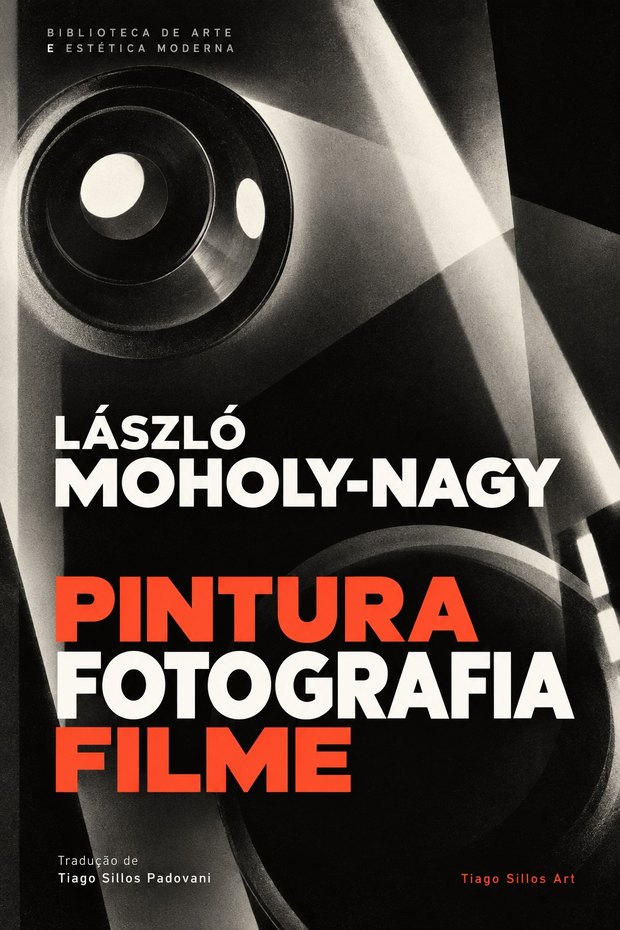 BIBLIOTECA DE ARTE
E ESTÉTICA MODERNA
LÁSZLÓ
MOHOLY-NAGY
PINTURA
FOTOGRAFIA
FILME
Tradução de
Tiago Sillos Padovani
Tiago Sillos Art